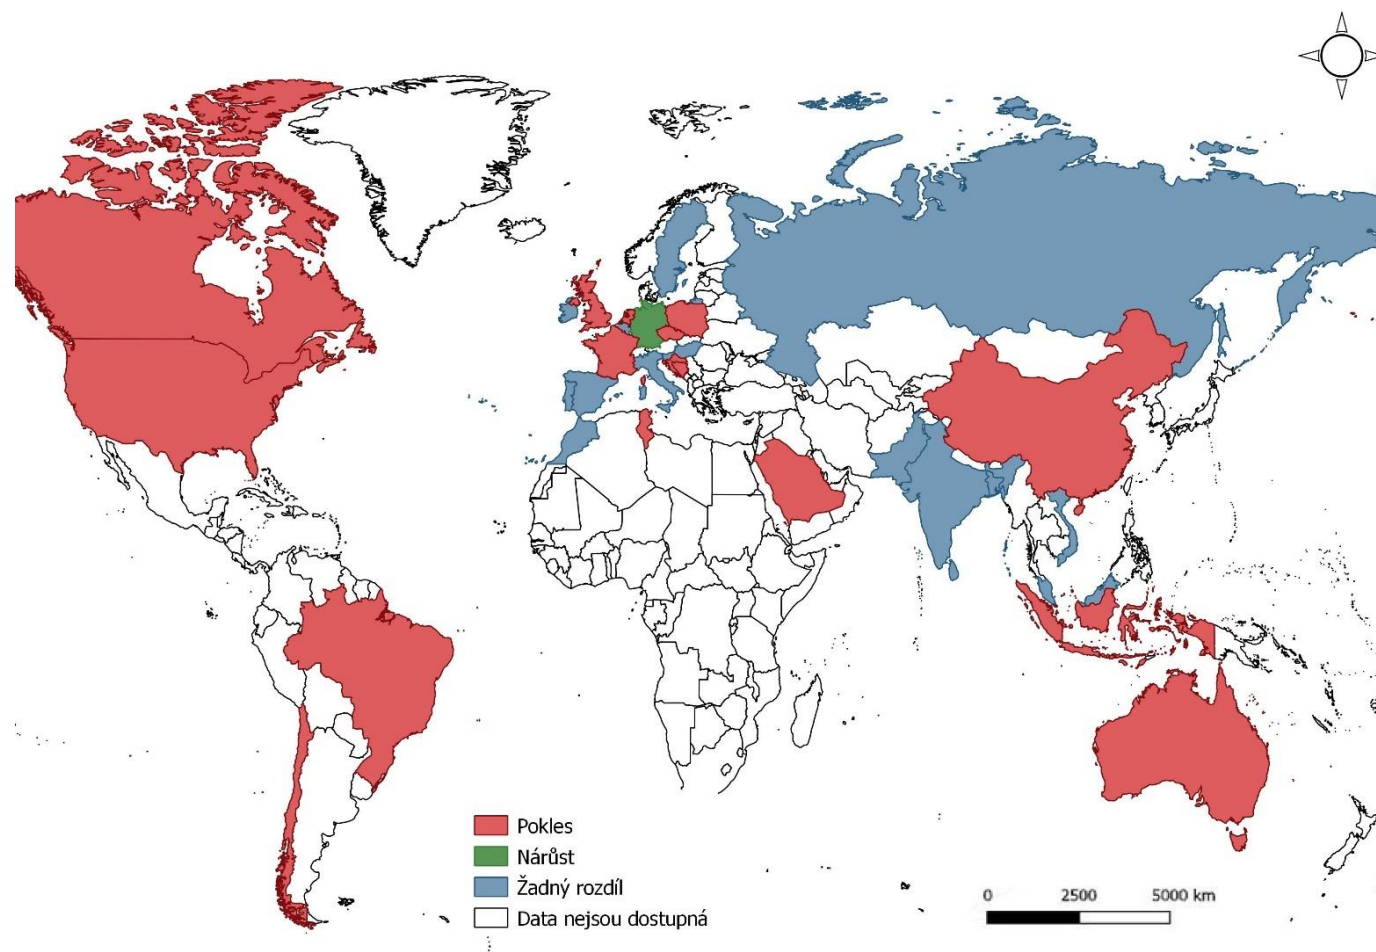 Pokles
Nárůst
Žadný rozdíl
Data nejsou dostupná
0 2500 5000 km